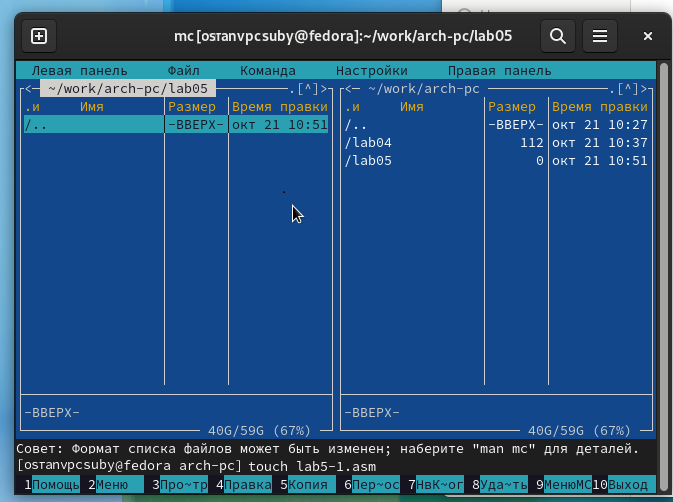 mc [ostanvpcsuby@fedora]:~/work/arch-pc/lab05
Левая панель Файл Команда Настройки Правая панель
<─ ~/work/arch-pc/lab05 .[^]> <─ ~/work/arch-pc .[^]>
.и Имя Размер Время правки .и Имя Размер Время правки
/.. -ВВЕРХ- окт 21 10:51 /.. -ВВЕРХ- окт 21 10:27
/lab04 112 окт 21 10:37
/lab05 0 окт 21 10:51
-ВВЕРХ- -ВВЕРХ-
40G/59G (67%) 40G/59G (67%)
Совет: Формат списка файлов может быть изменен; наберите "man mc" для деталей.
[ostanvpcsuby@fedora arch-pc] touch lab5-1.asm
1Помощь 2Меню 3Про~тр 4Правка 5Копия 6Пер~ос 7НвК~ог 8Уда~ть 9МенюMC 10Выход